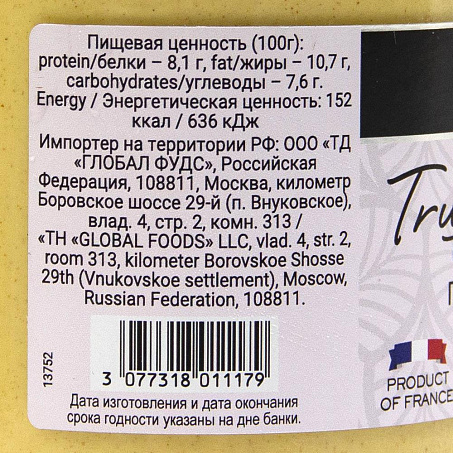 Пищевая ценность (100г):
protein/белки – 8,1 г, fat/жиры – 10,7 г,
carbohydrates/углеводы – 7,6 г.
Energy / Энергетическая ценность: 152
ккал / 636 кДж
Импортер на территории РФ: ООО «ТД
«ГЛОБАЛ ФУДС», Российская
Федерация, 108811, Москва, километр
Боровское шоссе 29-й (п. Внуковское),
влад. 4, стр. 2, комн. 313 /
«TH «GLOBAL FOODS» LLC, vlad. 4, str. 2,
room 313, kilometer Borovskoe Shosse
29th (Vnukovskoe settlement), Moscow,
Russian Federation, 108811.
13752
3 077318 011179
Дата изготовления и дата окончания
срока годности указаны на дне банки.
PRODUCT
OF FRANCE